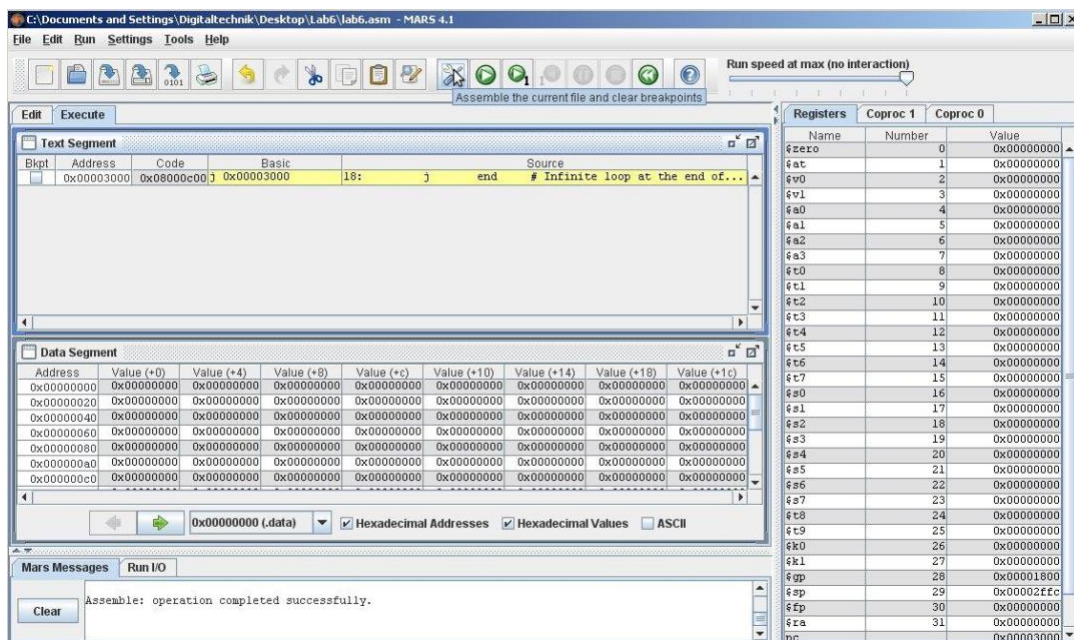 C:\Documents and Settings\Digitaltechnik\Desktop\Lab6\lab6.asm - MARS 4.1
File Edit Run Settings Tools Help
Run speed at max (no interaction)
Assemble the current file and clear breakpoints
Edit Execute
Text Segment
Bkpt Address Code Basic Source
0x00003000 0x08000c00 j 0x00003000 18: j end # Infinite loop at the end of...
Data Segment
Address Value (+0) Value (+4) Value (+8) Value (+c) Value (+10) Value (+14) Value (+18) Value (+1c)
0x00000000 0x00000000 0x00000000 0x00000000 0x00000000 0x00000000 0x00000000 0x00000000 0x00000000
0x00000020 0x00000000 0x00000000 0x00000000 0x00000000 0x00000000 0x00000000 0x00000000 0x00000000
0x00000040 0x00000000 0x00000000 0x00000000 0x00000000 0x00000000 0x00000000 0x00000000 0x00000000
0x00000060 0x00000000 0x00000000 0x00000000 0x00000000 0x00000000 0x00000000 0x00000000 0x00000000
0x00000080 0x00000000 0x00000000 0x00000000 0x00000000 0x00000000 0x00000000 0x00000000 0x00000000
0x000000a0 0x00000000 0x00000000 0x00000000 0x00000000 0x00000000 0x00000000 0x00000000 0x00000000
0x000000c0 0x00000000 0x00000000 0x00000000 0x00000000 0x00000000 0x00000000 0x00000000 0x00000000
0x00000000 (.data) Hexadecimal Addresses Hexadecimal Values ASCII
Mars Messages Run I/O
Clear
Assemble: operation completed successfully.
Registers Coproc 1 Coproc 0
Name Number Value
$zero 0 0x00000000
$at 1 0x00000000
$v0 2 0x00000000
$v1 3 0x00000000
$a0 4 0x00000000
$a1 5 0x00000000
$a2 6 0x00000000
$a3 7 0x00000000
$t0 8 0x00000000
$t1 9 0x00000000
$t2 10 0x00000000
$t3 11 0x00000000
$t4 12 0x00000000
$t5 13 0x00000000
$t6 14 0x00000000
$t7 15 0x00000000
$s0 16 0x00000000
$s1 17 0x00000000
$s2 18 0x00000000
$s3 19 0x00000000
$s4 20 0x00000000
$s5 21 0x00000000
$s6 22 0x00000000
$s7 23 0x00000000
$t8 24 0x00000000
$t9 25 0x00000000
$k0 26 0x00000000
$k1 27 0x00000000
$gp 28 0x00001800
$sp 29 0x00002ffc
$fp 30 0x00000000
$ra 31 0x00000000
pc 0x00003000